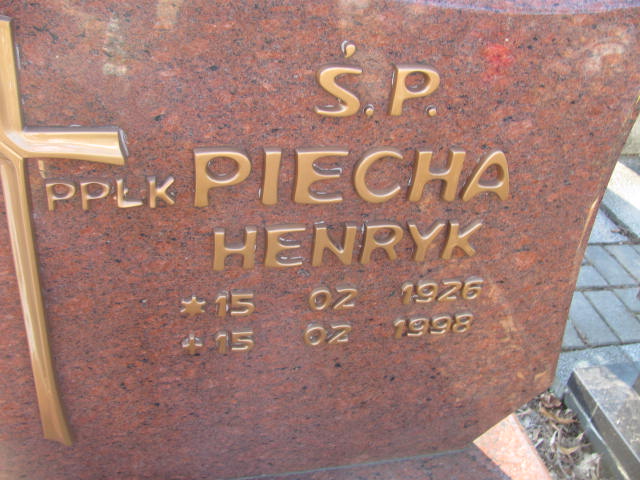 Ś.P.
PPŁK PIECHA
HENRYK
*15 02 1926
+15 02 1998